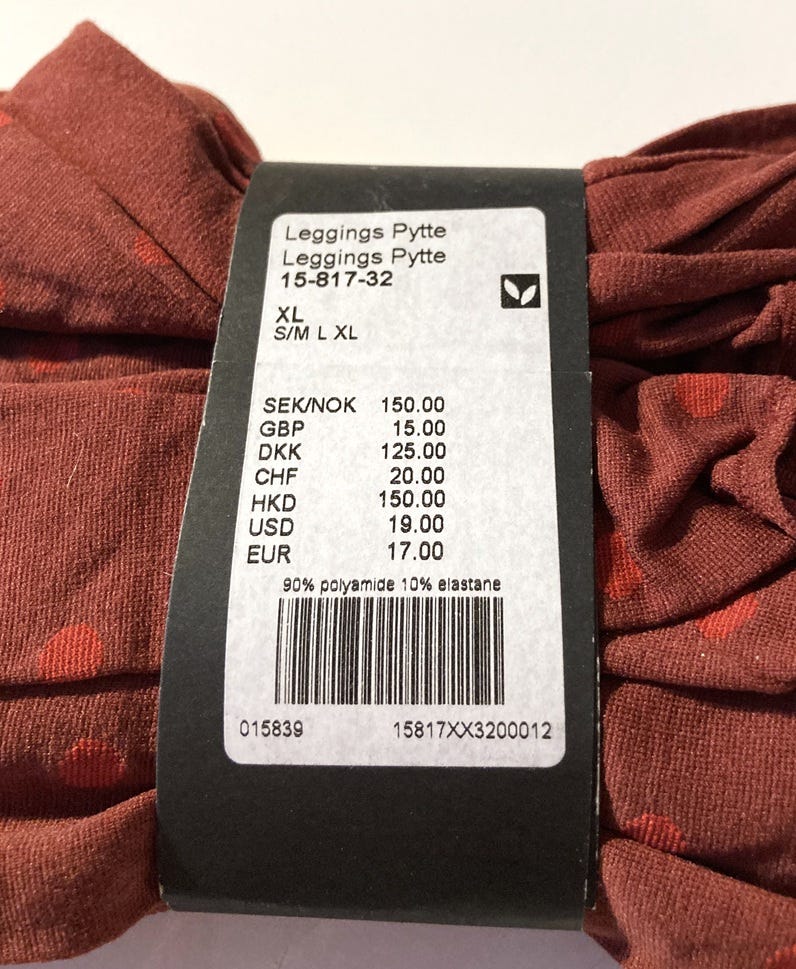 Leggings Pytte
Leggings Pytte
15-817-32
XL
S/M L XL
SEK/NOK 150.00
GBP 15.00
DKK 125.00
CHF 20.00
HKD 150.00
USD 19.00
EUR 17.00
90% polyamide 10% elastane
015839 15817XX3200012